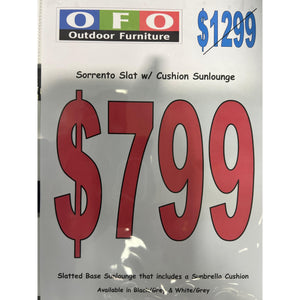 OFO
Outdoor Furniture
$1299
Sorrento Slat w/ Cushion Sunlounge
$799
Slatted Base Sunlounge that includes a Sunbrella Cushion
Available in Black/Grey & White/Grey